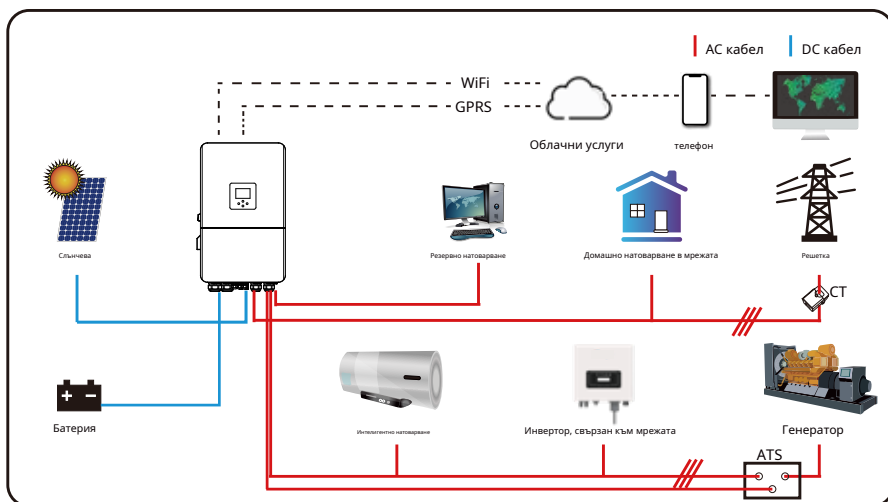 AC кабел
DC кабел
WiFi
GPRS
Облачни услуги
телефон
Слънчева
Резервно натоварване
Домашно натоварване в мрежата
Решетка
CT
Батерия
Интелигентно натоварване
Инвертор, свързан към мрежата
Генератор
ATS